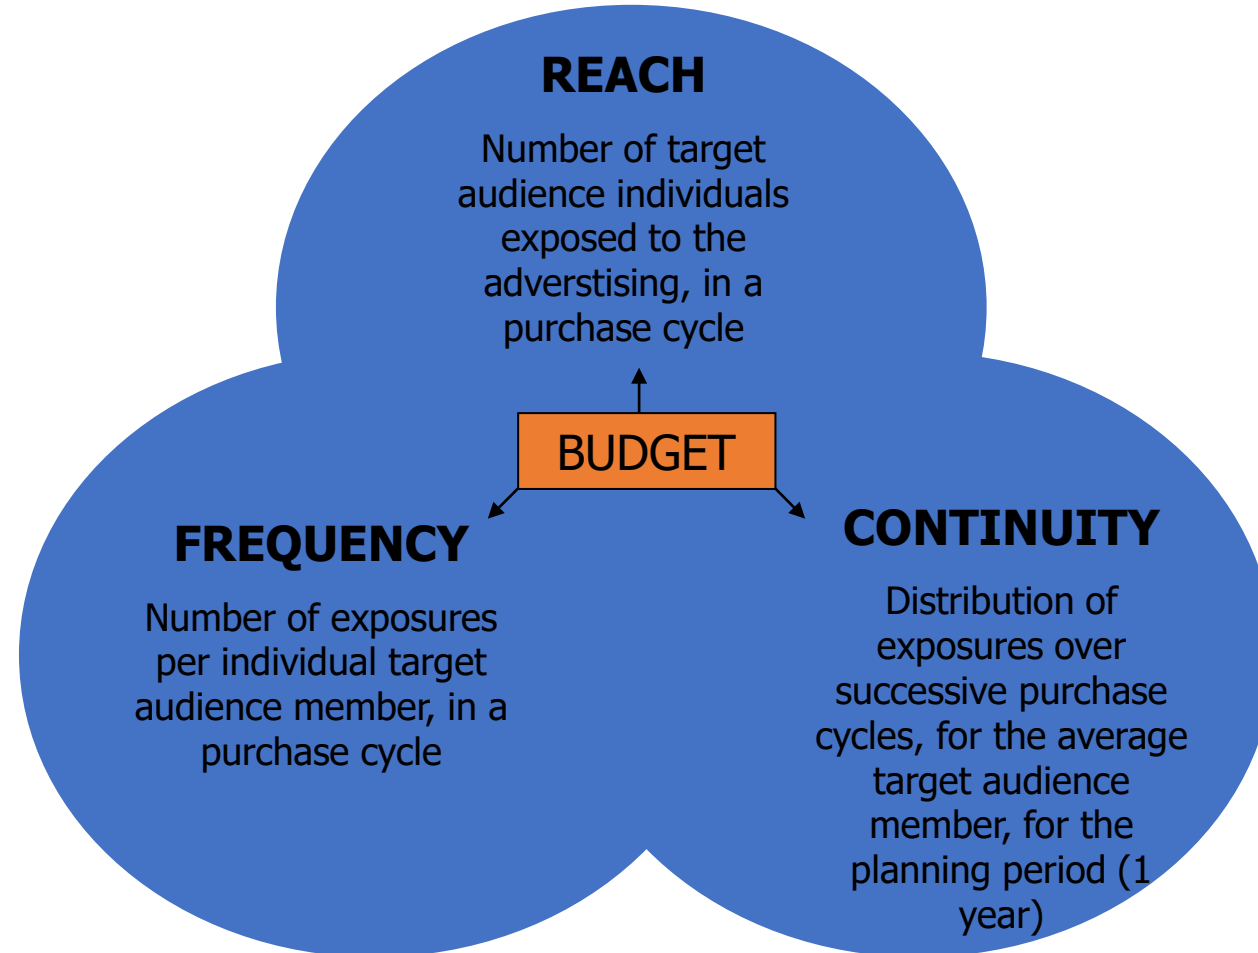 REACH
Number of target
audience individuals
exposed to the
adverstising, in a
purchase cycle
BUDGET
FREQUENCY
Number of exposures
per individual target
audience member, in a
purchase cycle
CONTINUITY
Distribution of
exposures over
successive purchase
cycles, for the average
target audience
member, for the
planning period (1
year)